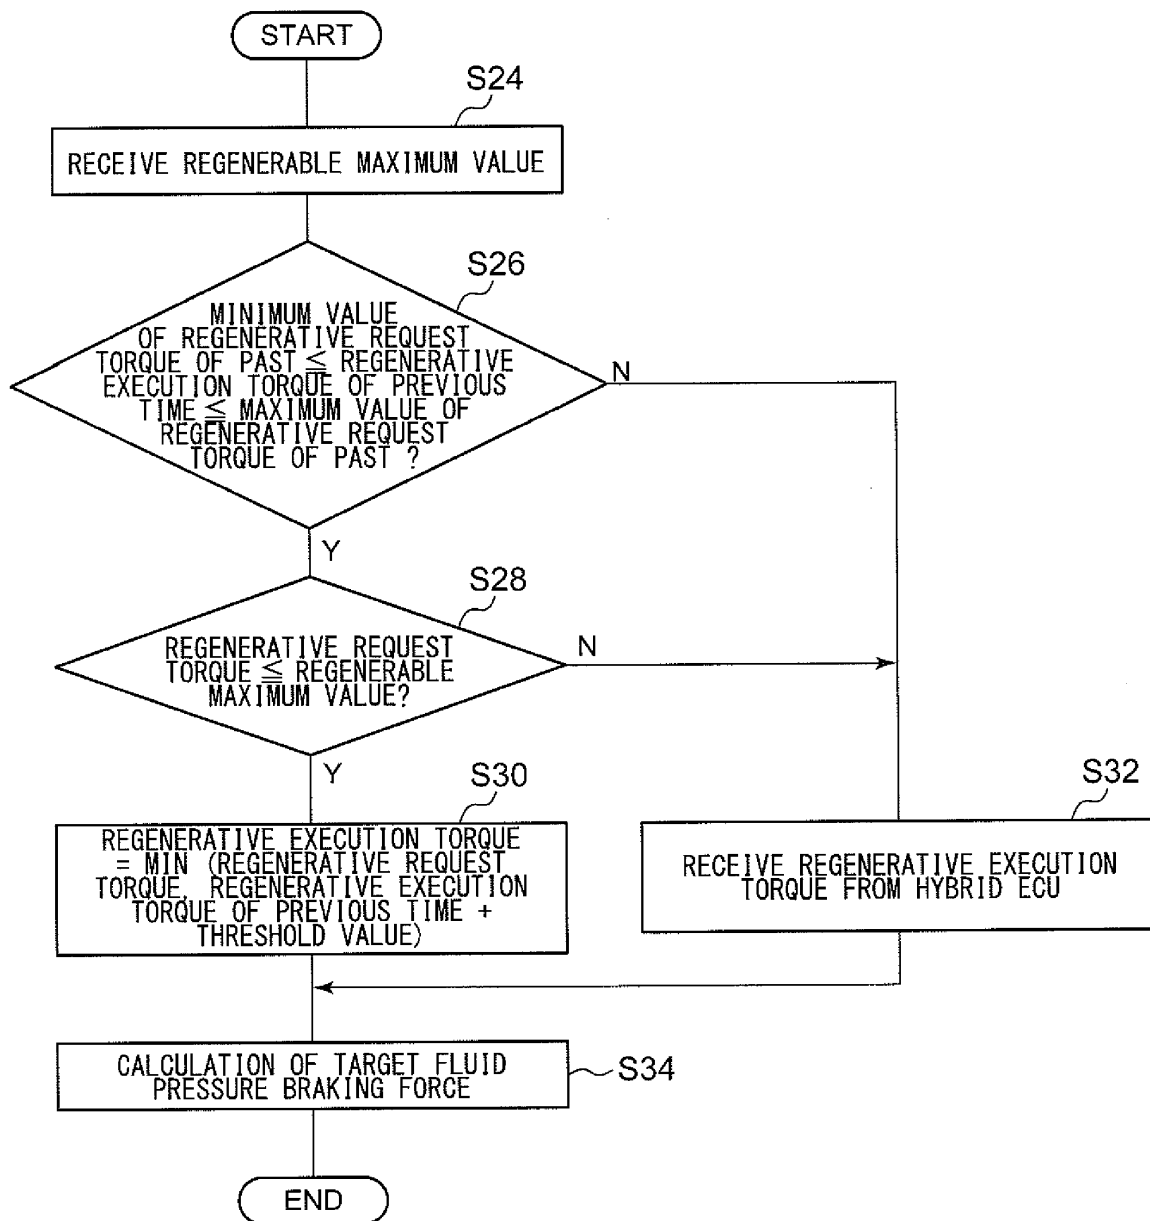 START
S24
RECEIVE REGENERABLE MAXIMUM VALUE
S26
MINIMUM VALUE
OF REGENERATIVE REQUEST
TORQUE OF PAST ≦ REGENERATIVE
EXECUTION TORQUE OF PREVIOUS
TIME ≦ MAXIMUM VALUE OF
REGENERATIVE REQUEST
TORQUE OF PAST ?
N
Y
S28
REGENERATIVE REQUEST
TORQUE ≦ REGENERABLE
MAXIMUM VALUE?
N
Y
S30
REGENERATIVE EXECUTION TORQUE
= MIN (REGENERATIVE REQUEST
TORQUE, REGENERATIVE EXECUTION
TORQUE OF PREVIOUS TIME +
THRESHOLD VALUE)
S32
RECEIVE REGENERATIVE EXECUTION
TORQUE FROM HYBRID ECU
CALCULATION OF TARGET FLUID
PRESSURE BRAKING FORCE
S34
END